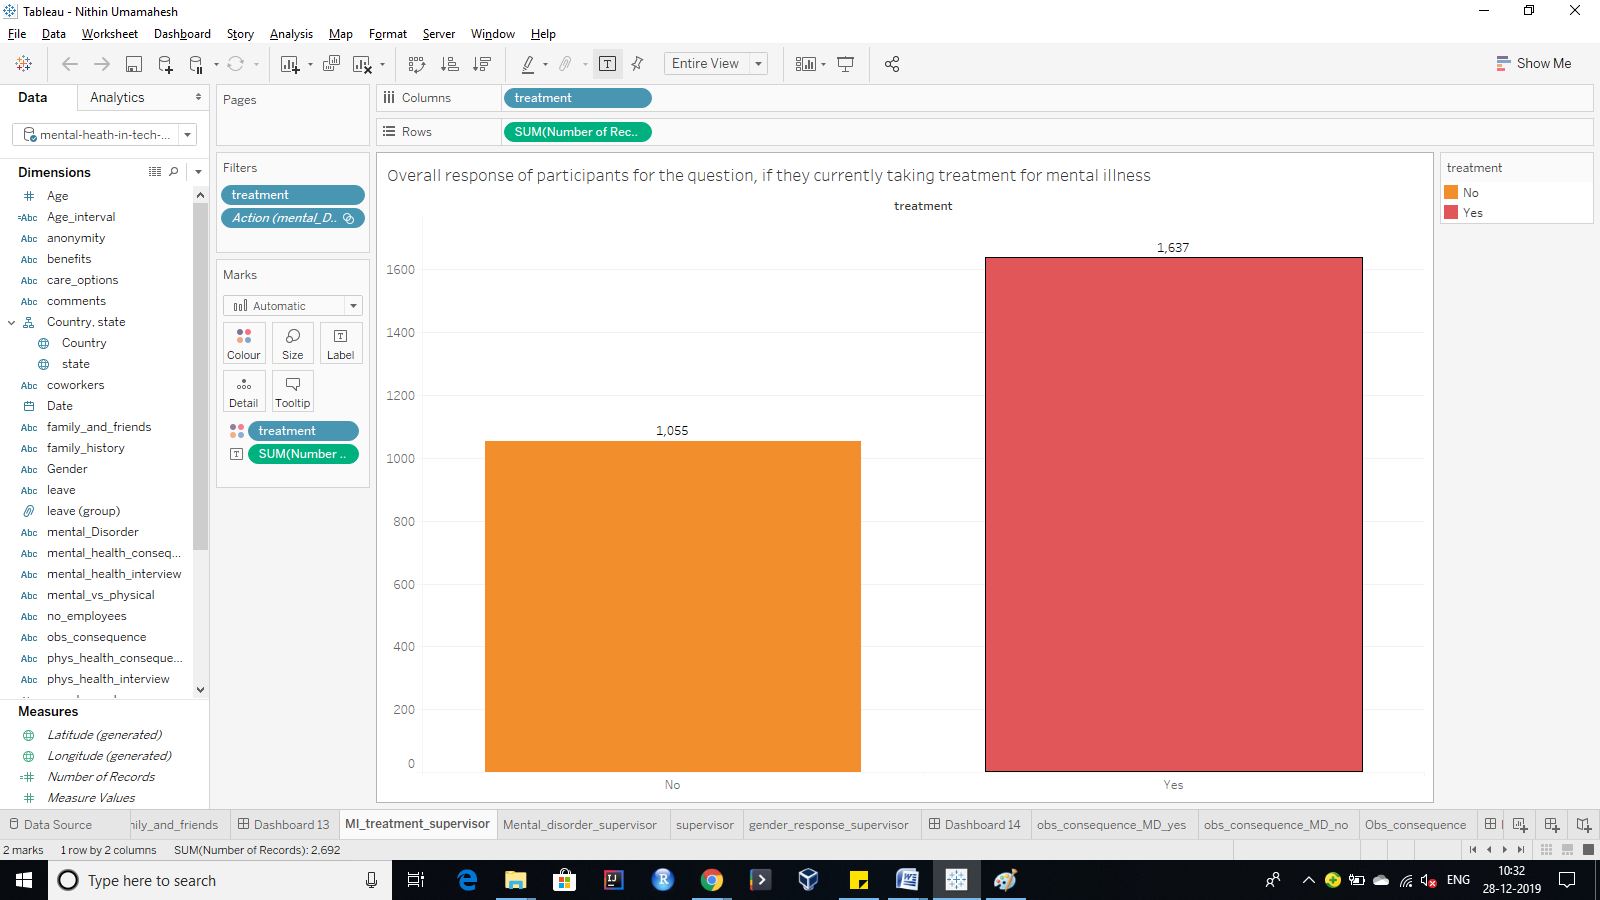 Tableau - Nithin Umamahesh
File Data Worksheet Dashboard Story Analysis Map Format Server Window Help
Entire View
Show Me
Data Analytics
mental-heath-in-tech-...
Dimensions
Age
Age_interval
anonymity
benefits
care_options
comments
Country, state
Country
state
coworkers
Date
family_and_friends
family_history
Gender
leave
leave (group)
mental_Disorder
mental_health_conseq...
mental_health_interview
mental_vs_physical
no_employees
obs_consequence
phys_health_conseque...
phys_health_interview
Measures
Latitude (generated)
Longitude (generated)
Number of Records
Measure Values
Pages
Filters
treatment
Action (mental_D..
Marks
Automatic
Colour Size Label
Detail Tooltip
treatment
SUM(Number ..
Columns treatment
Rows SUM(Number of Rec..
Overall response of participants for the question, if they currently taking treatment for mental illness
treatment
1,637
1600
1400
1200
1,055
1000
800
600
400
200
0
No Yes
treatment
No
Yes
Data Source nily_and_friends Dashboard 13 MI_treatment_supervisor Mental_disorder_supervisor supervisor gender_response_supervisor Dashboard 14 obs_consequence_MD_yes obs_consequence_MD_no Obs_consequence
2 marks 1 row by 2 columns SUM(Number of Records): 2,692
Type here to search
ENG
10:32
28-12-2019